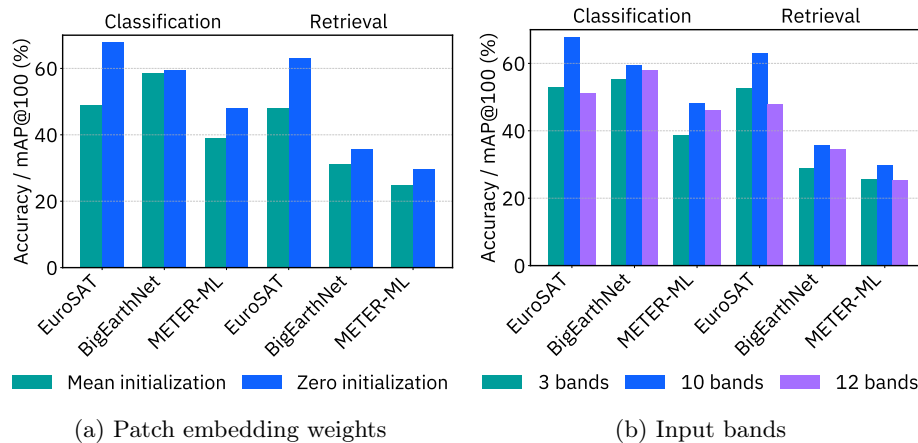 Classification Retrieval
Accuracy / mAP@100 (%)
60
40
20
0
EuroSAT
BigEarthNet
METER-ML
EuroSAT
BigEarthNet
METER-ML
Mean initialization Zero initialization
(a) Patch embedding weights
Classification Retrieval
Accuracy / mAP@100 (%)
60
40
20
0
EuroSAT
BigEarthNet
METER-ML
EuroSAT
BigEarthNet
METER-ML
3 bands 10 bands 12 bands
(b) Input bands